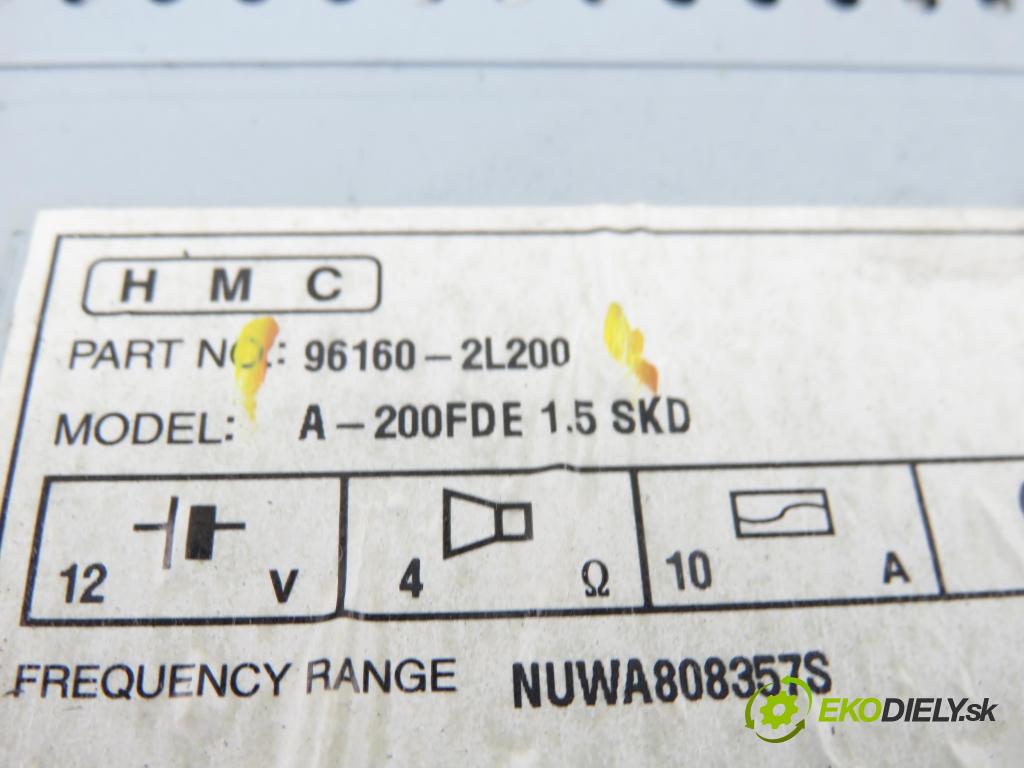 H M C
PART NO.: 96160-2L200
MODEL: A-200FDE 1.5 SKD
12 V 4 Ω 10 A
FREQUENCY RANGE NUWA808357S
EKODIELY.sk